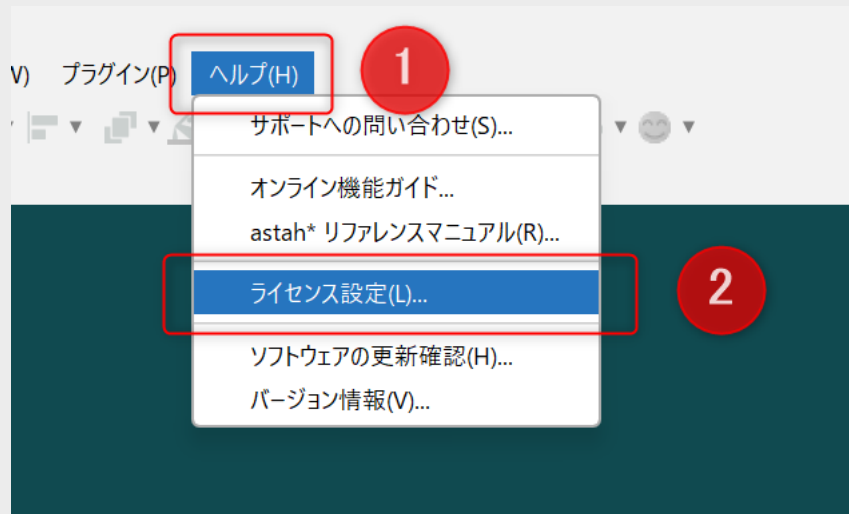 V) プラグイン(P) ヘルプ(H) 1
サポートへの問い合わせ(S)...
オンライン機能ガイド...
astah* リファレンスマニュアル(R)...
ライセンス設定(L)... 2
ソフトウェアの更新確認(H)...
バージョン情報(V)...